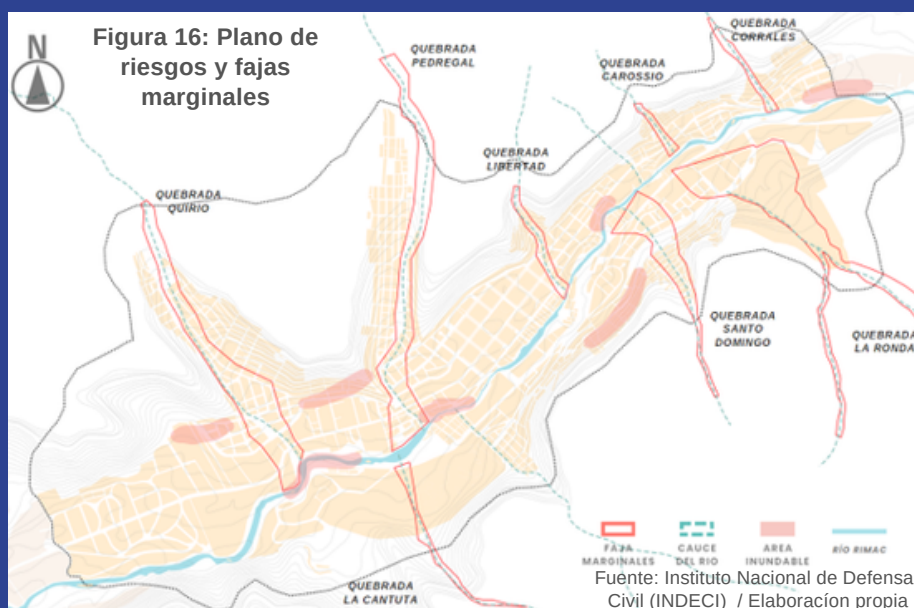 N
Figura 16: Plano de
riesgos y fajas
marginales
QUEBRADA
PEDREGAL
QUEBRADA
CORRALES
QUEBRADA
CAROSSIO
QUEBRADA
LIBERTAD
QUEBRADA
QUIRIO
QUEBRADA
SANTO
DOMINGO
QUEBRADA
LA RONDA
QUEBRADA
LA CANTUTA
FAJA
MARGINALES
CAUCE
DEL RIO
AREA
INUNDABLE
RÍO RIMAC
Fuente: Instituto Nacional de Defensa
Civil (INDECI) / Elaboracíon propia